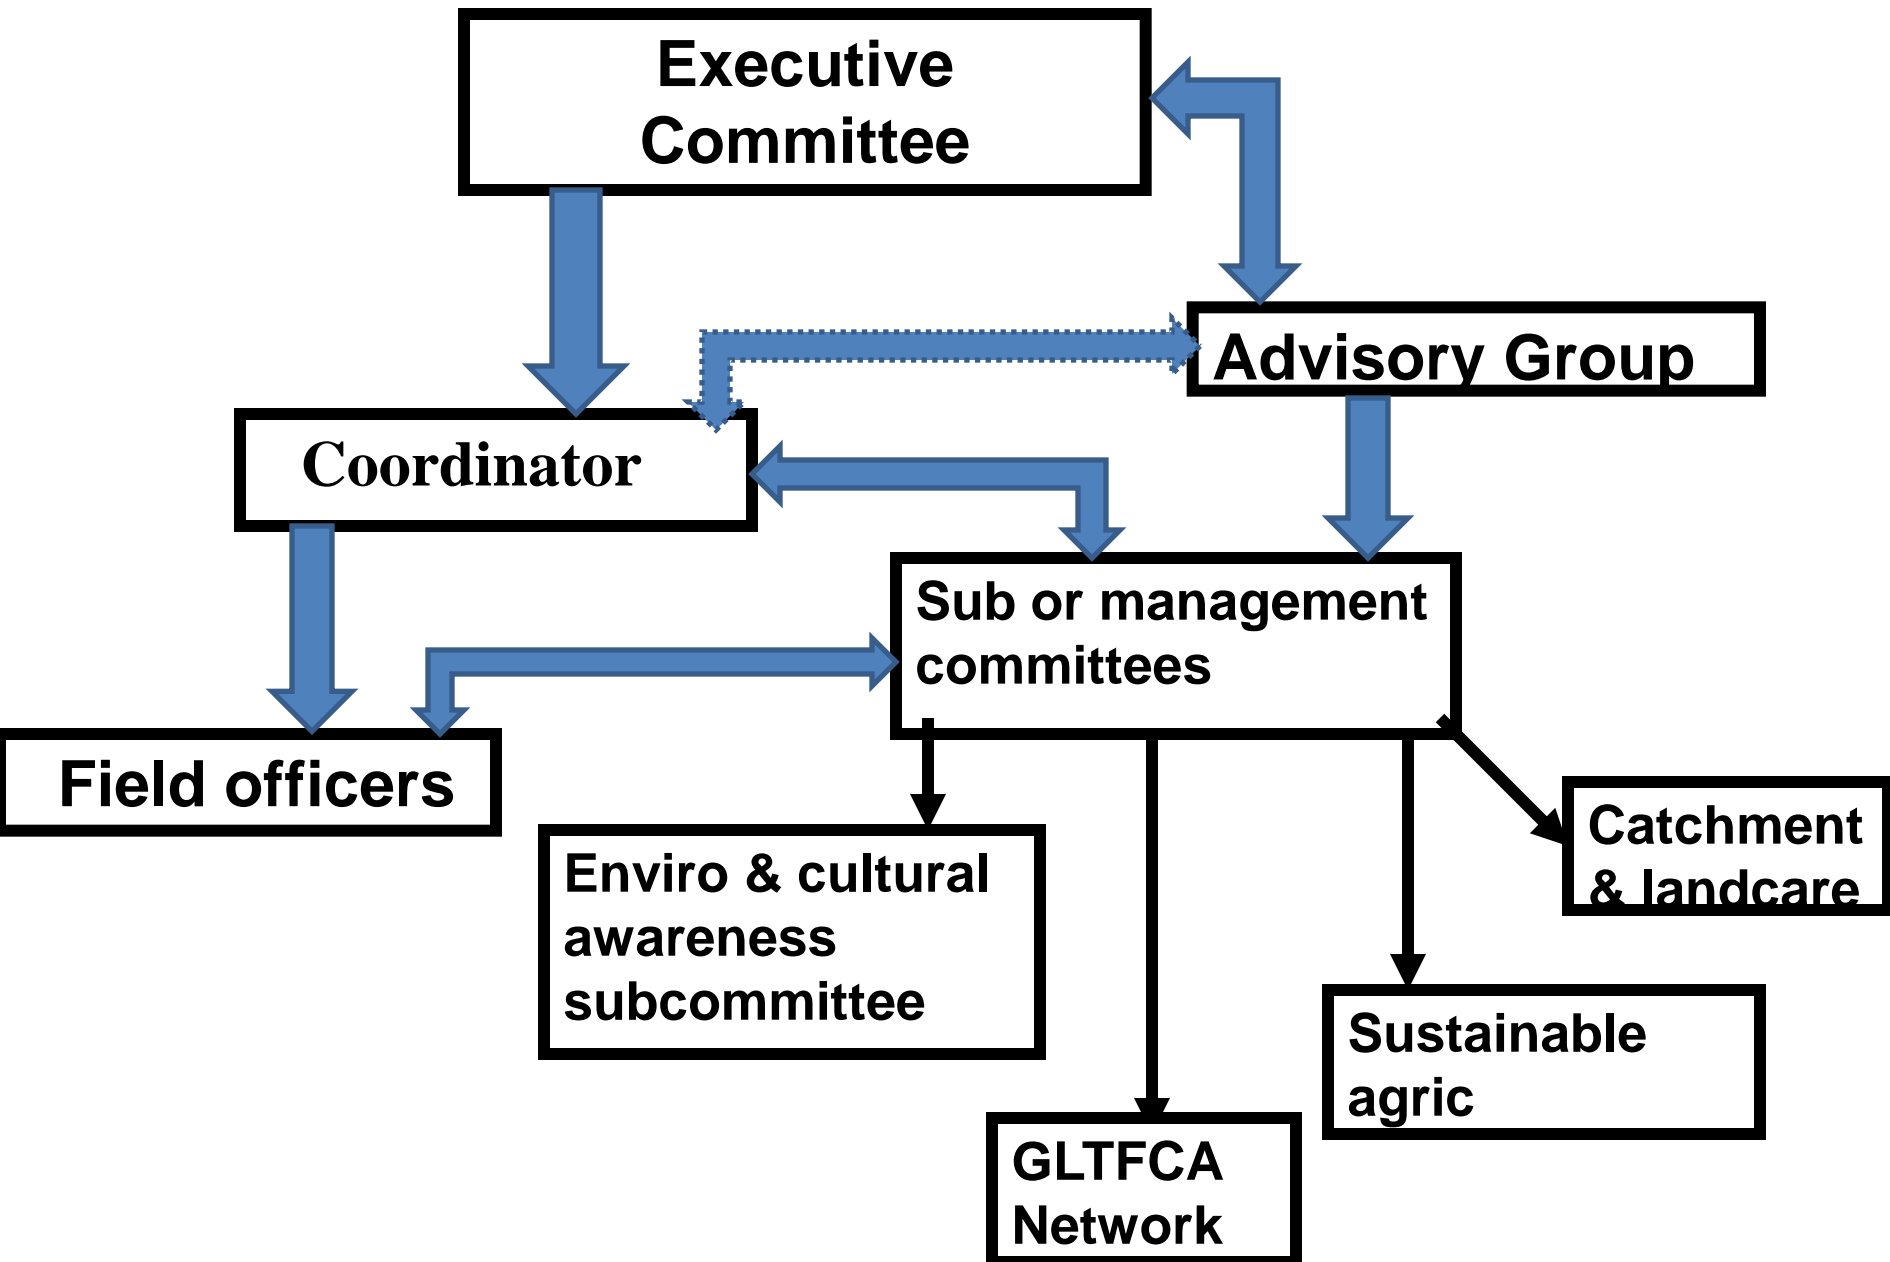 Executive
Committee
Advisory Group
Coordinator
Sub or management
committees
Field officers
Catchment
& landcare
Enviro & cultural
awareness
subcommittee
Sustainable
agric
GLTFCA
Network